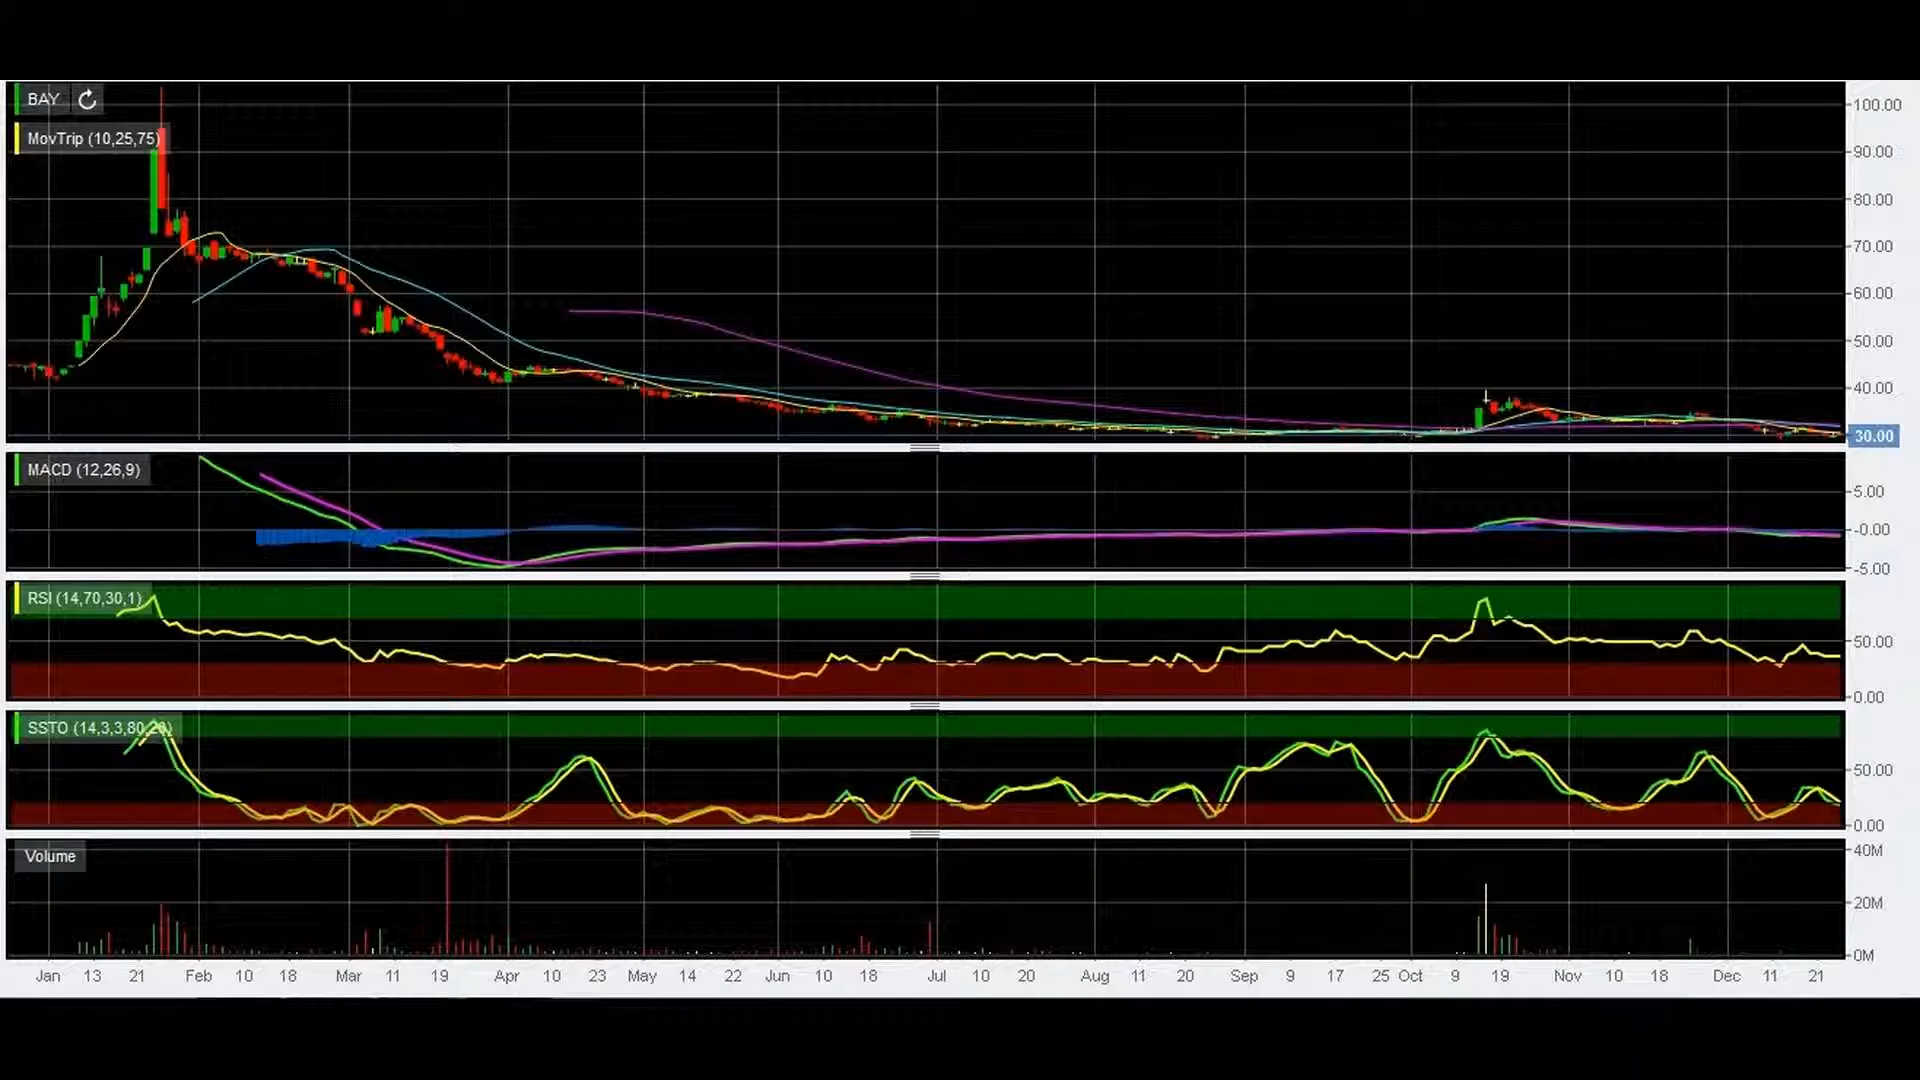 BAY
MovTrip (10,25,75)
100.00
90.00
80.00
70.00
60.00
50.00
40.00
30.00
MACD (12,26,9)
5.00
-0.00
-5.00
RSI (14,70,30,1)
50.00
0.00
SSTO (14,3,3,80,20)
50.00
0.00
Volume
40M
20M
0M
Jan 13 21 Feb 10 18 Mar 11 19 Apr 10 23 May 14 22 Jun 10 18 Jul 10 20 Aug 11 20 Sep 9 17 25 Oct 9 19 Nov 10 18 Dec 11 21